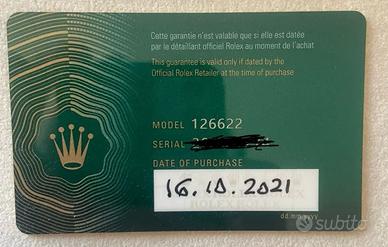 Cette garantie n'est valable que si elle est datée
par le détaillant officiel Rolex au moment de l'achat
This guarantee is valid only if dated by the
Official Rolex Retailer at the time of purchase
MODEL 126622
SERIAL
DATE OF PURCHASE
16.10.2021
dd.mm.yyyy
subito